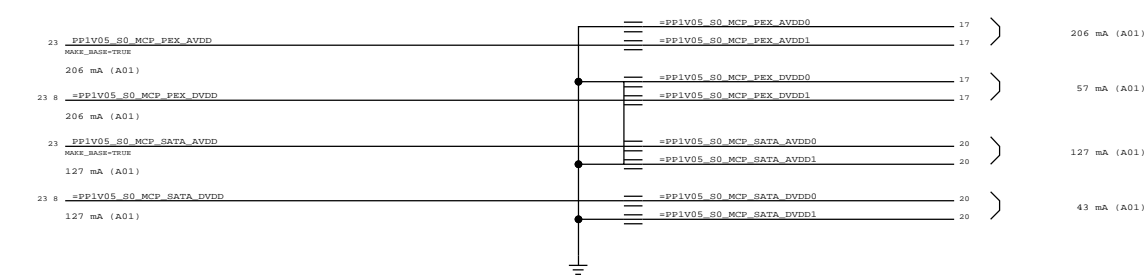 =PP1V05_S0_MCP_PEX_AVDD0 17
206 mA (A01)
23 PP1V05_S0_MCP_PEX_AVDD
=PP1V05_S0_MCP_PEX_AVDD1 17
MAKE_BASE=TRUE
206 mA (A01)
=PP1V05_S0_MCP_PEX_DVDD0 17
57 mA (A01)
23 8 =PP1V05_S0_MCP_PEX_DVDD
=PP1V05_S0_MCP_PEX_DVDD1 17
206 mA (A01)
23 PP1V05_S0_MCP_SATA_AVDD
=PP1V05_S0_MCP_SATA_AVDD0 20
MAKE_BASE=TRUE
127 mA (A01)
=PP1V05_S0_MCP_SATA_AVDD1 20
127 mA (A01)
23 8 =PP1V05_S0_MCP_SATA_DVDD
=PP1V05_S0_MCP_SATA_DVDD0 20
43 mA (A01)
127 mA (A01)
=PP1V05_S0_MCP_SATA_DVDD1 20